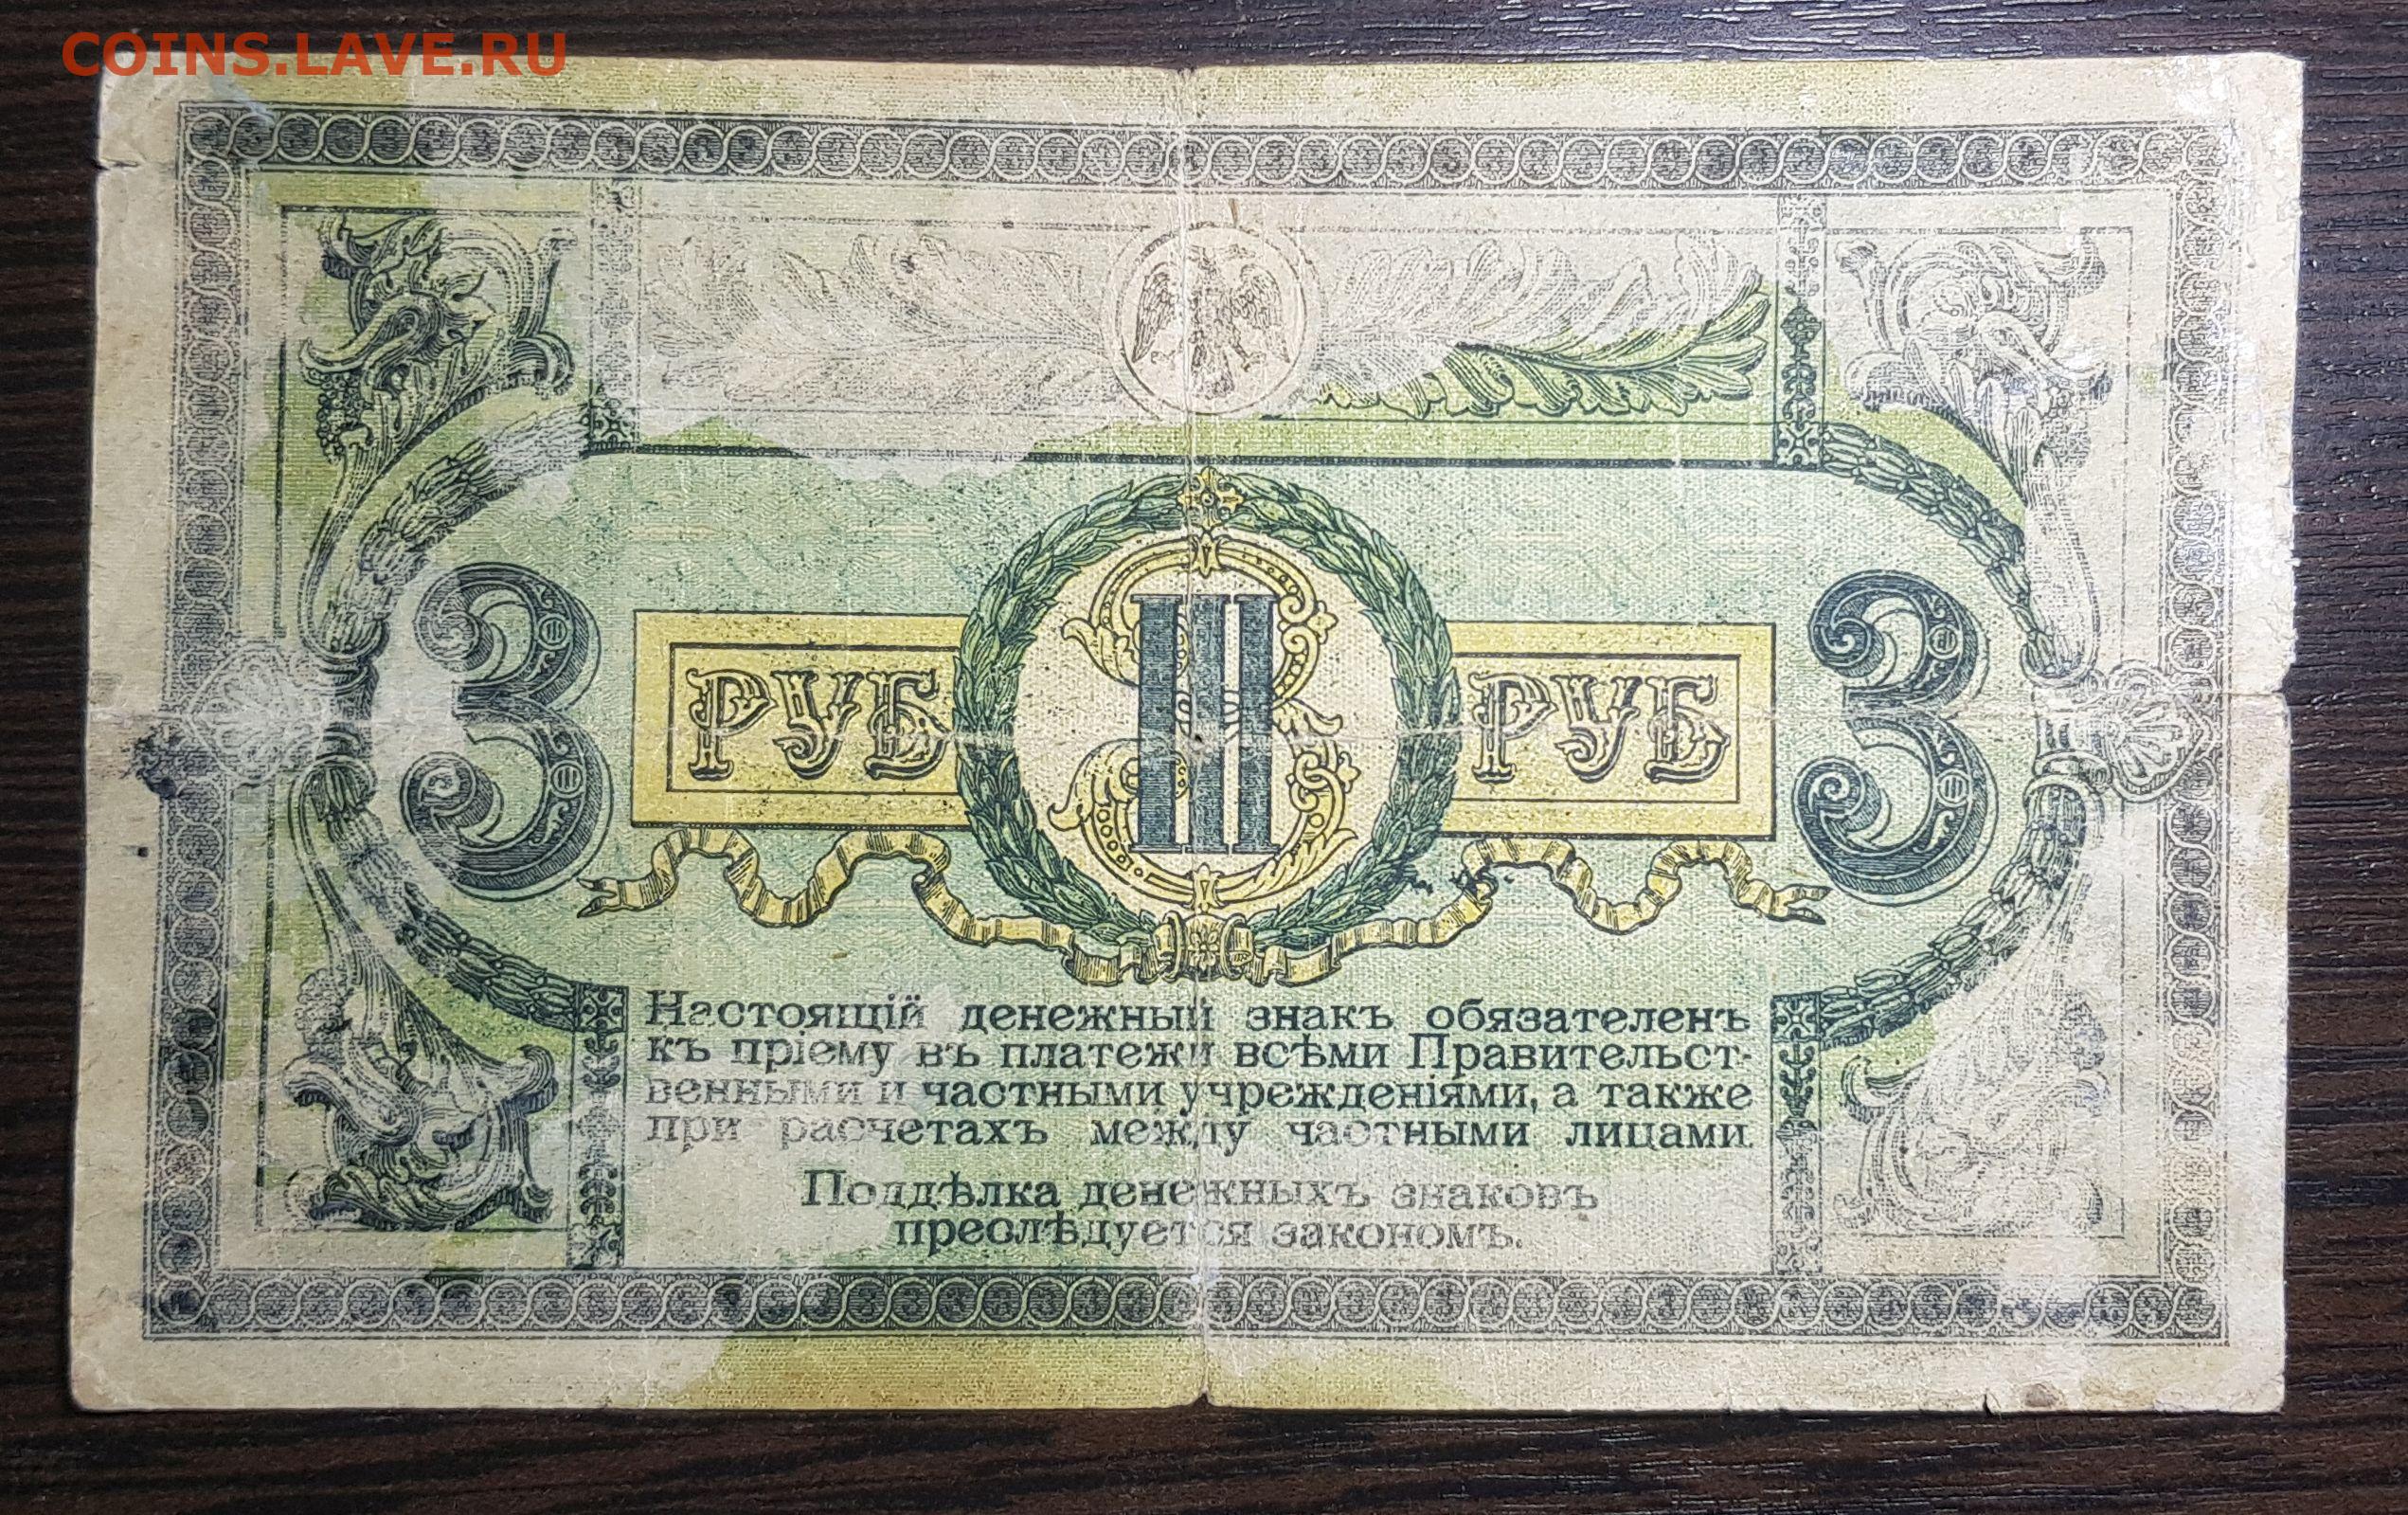 COINS.LAVE.RU
3 РУБ III 3 РУБ 3
Настоящій денежный знакъ обязателенъ
къ пріему въ платежи всѣми Правительст-
венными и частными учрежденіями, а также
при расчетахъ между частными лицами.
Поддѣлка денежныхъ знаковъ
преслѣдуется закономъ.